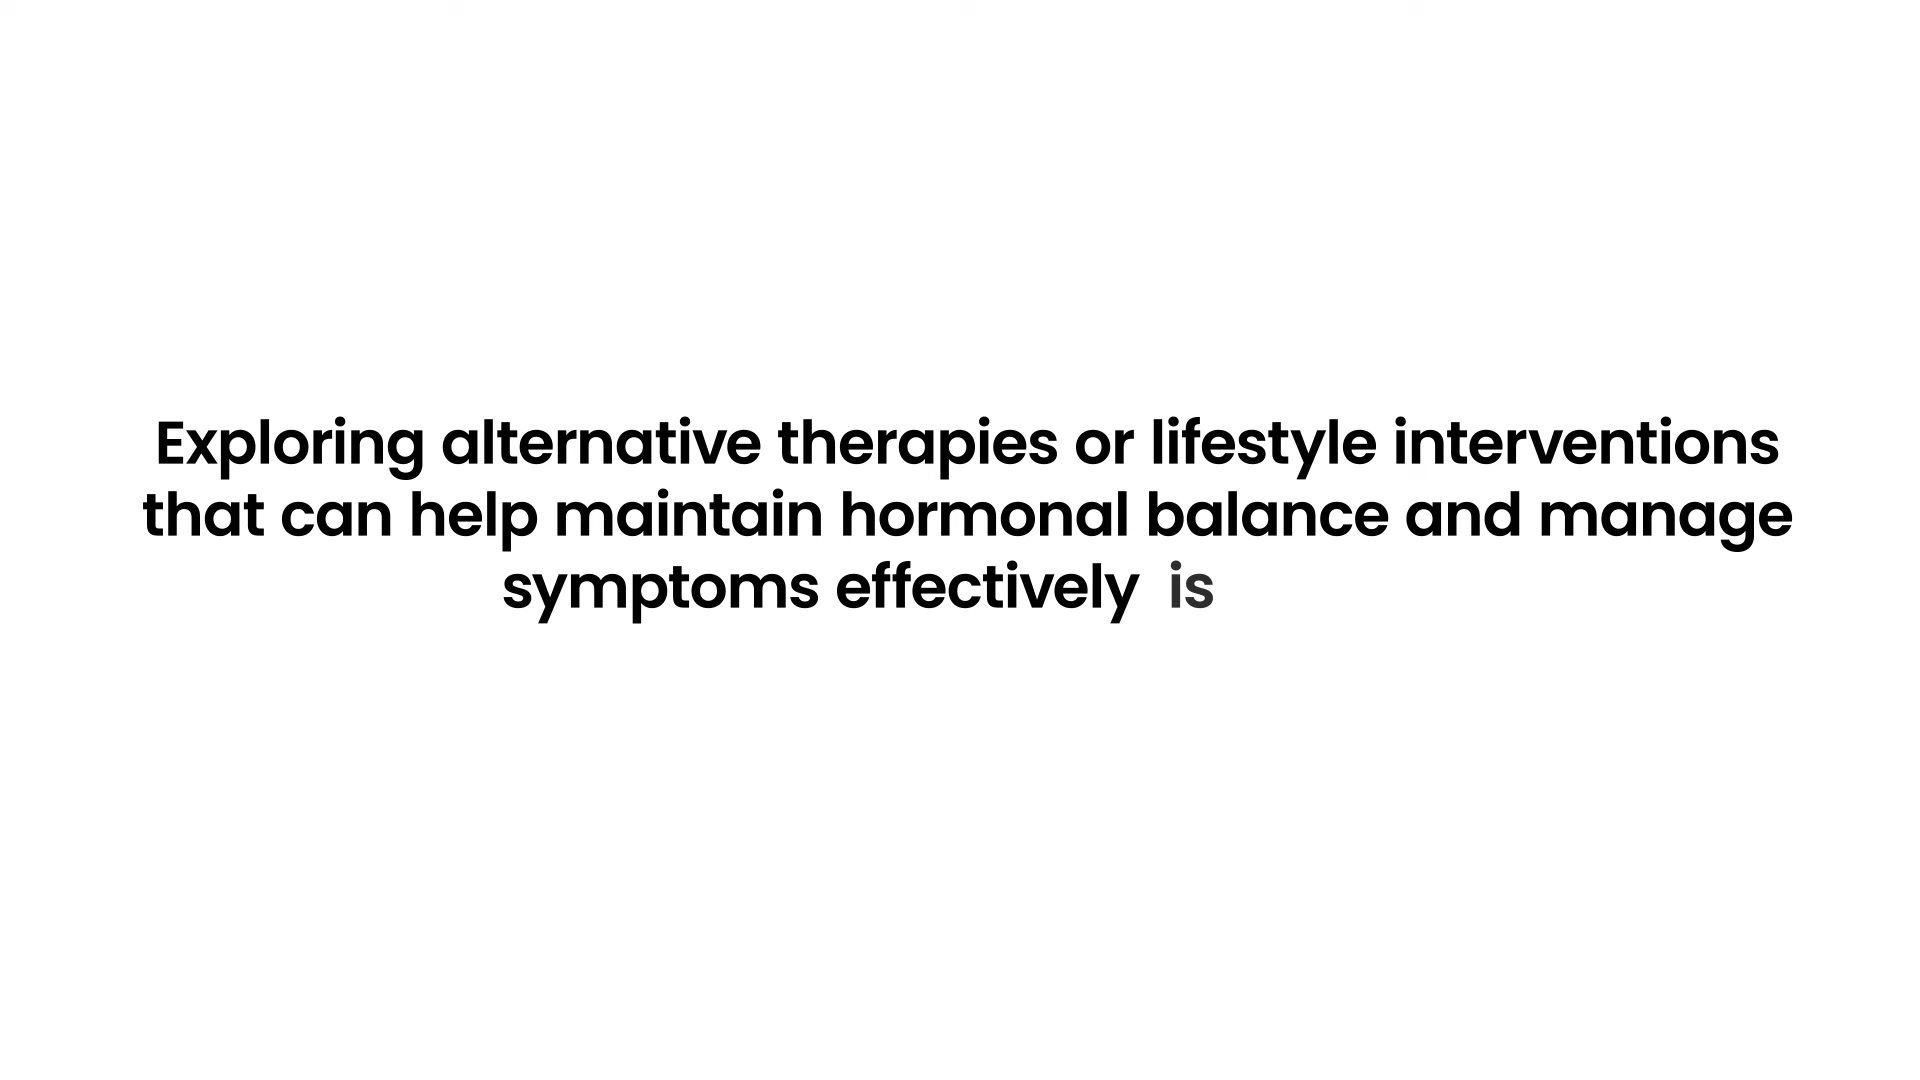 Exploring alternative therapies or lifestyle interventions
that can help maintain hormonal balance and manage
symptoms effectively is